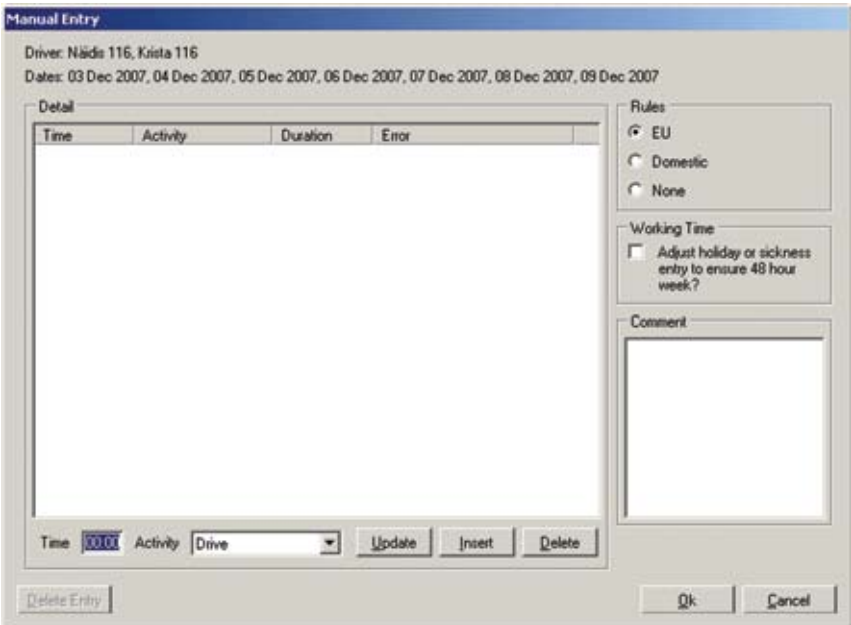 Manual Entry
Driver: Näidis 116, Krista 116
Dates: 03 Dec 2007, 04 Dec 2007, 05 Dec 2007, 06 Dec 2007, 07 Dec 2007, 08 Dec 2007, 09 Dec 2007
Detail
Time Activity Duration Error
Rules
EU
Domestic
None
Working Time
Adjust holiday or sickness
entry to ensure 48 hour
week?
Comment
Time 00:00 Activity Drive Update Insert Delete
Delete Entry Ok Cancel